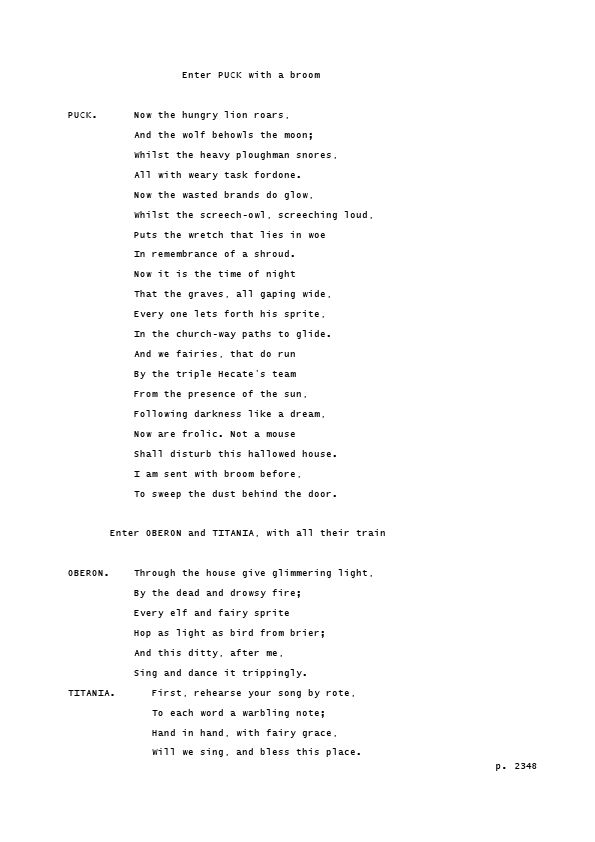 Enter PUCK with a broom
PUCK. Now the hungry lion roars,
And the wolf behowls the moon;
Whilst the heavy ploughman snores,
All with weary task fordone.
Now the wasted brands do glow,
Whilst the screech-owl, screeching loud,
Puts the wretch that lies in woe
In remembrance of a shroud.
Now it is the time of night
That the graves, all gaping wide,
Every one lets forth his sprite,
In the church-way paths to glide.
And we fairies, that do run
By the triple Hecate's team
From the presence of the sun,
Following darkness like a dream,
Now are frolic. Not a mouse
Shall disturb this hallowed house.
I am sent with broom before,
To sweep the dust behind the door.
Enter OBERON and TITANIA, with all their train
OBERON. Through the house give glimmering light,
By the dead and drowsy fire;
Every elf and fairy sprite
Hop as light as bird from brier;
And this ditty, after me,
Sing and dance it trippingly.
TITANIA. First, rehearse your song by rote,
To each word a warbling note;
Hand in hand, with fairy grace,
Will we sing, and bless this place.
p. 2348